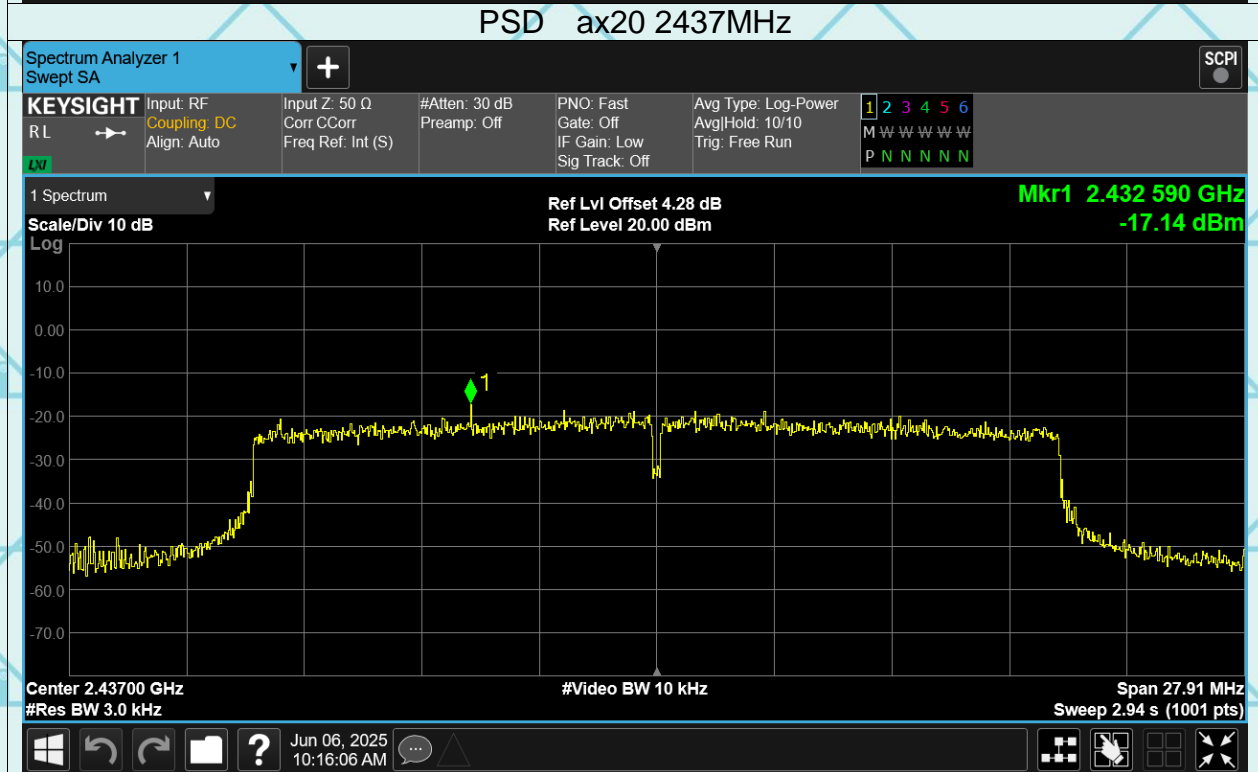 PSD ax20 2437MHz
Spectrum Analyzer 1
Swept SA
SCPI
KEYSIGHT
R L
LXI
Input: RF
Coupling: DC
Align: Auto
Input Z: 50 Ω
Corr CCorr
Freq Ref: Int (S)
#Atten: 30 dB
Preamp: Off
PNO: Fast
Gate: Off
IF Gain: Low
Sig Track: Off
Avg Type: Log-Power
Avg|Hold: 10/10
Trig: Free Run
1 2 3 4 5 6
M W W W W W
P N N N N N
1 Spectrum
Scale/Div 10 dB
Ref Lvl Offset 4.28 dB
Ref Level 20.00 dBm
Mkr1 2.432 590 GHz
-17.14 dBm
Log
10.0
0.00
-10.0
-20.0
-30.0
-40.0
-50.0
-60.0
-70.0
1
Center 2.43700 GHz
#Res BW 3.0 kHz
#Video BW 10 kHz
Span 27.91 MHz
Sweep 2.94 s (1001 pts)
?
Jun 06, 2025
10:16:06 AM